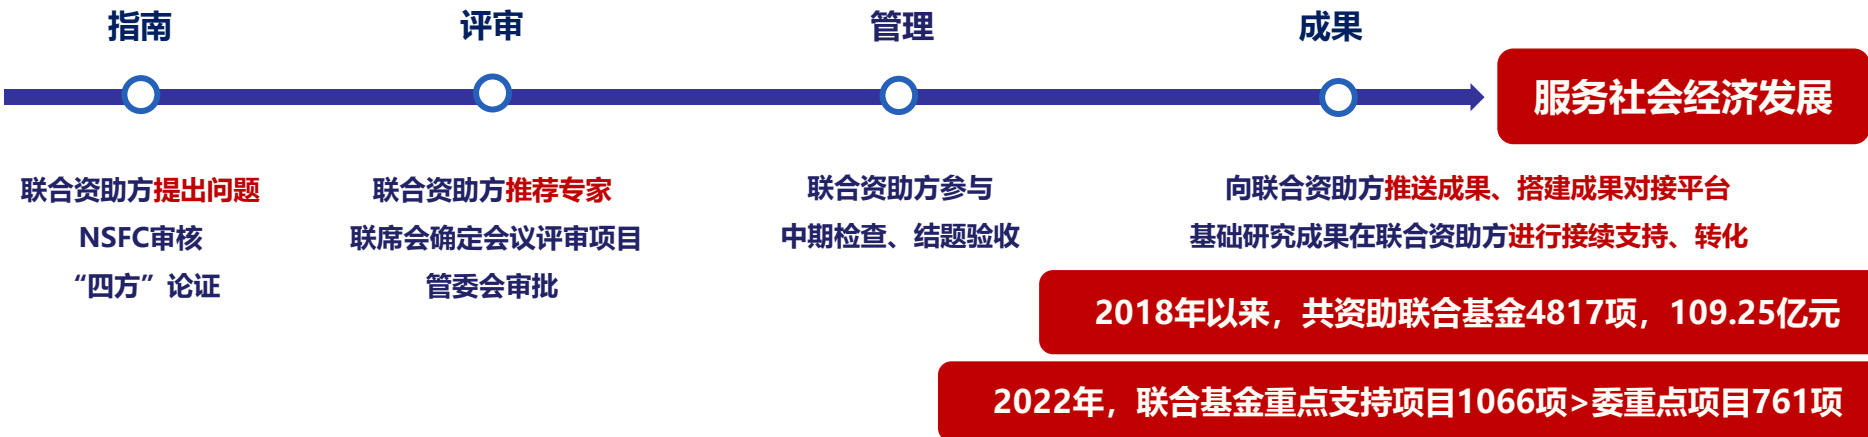 指南
评审
管理
成果
服务社会经济发展
联合资助方提出问题
NSFC审核
“四方”论证
联合资助方推荐专家
联席会确定会议评审项目
管委会审批
联合资助方参与
中期检查、结题验收
向联合资助方推送成果、搭建成果对接平台
基础研究成果在联合资助方进行接续支持、转化
2018年以来，共资助联合基金4817项，109.25亿元
2022年，联合基金重点支持项目1066项>委重点项目761项